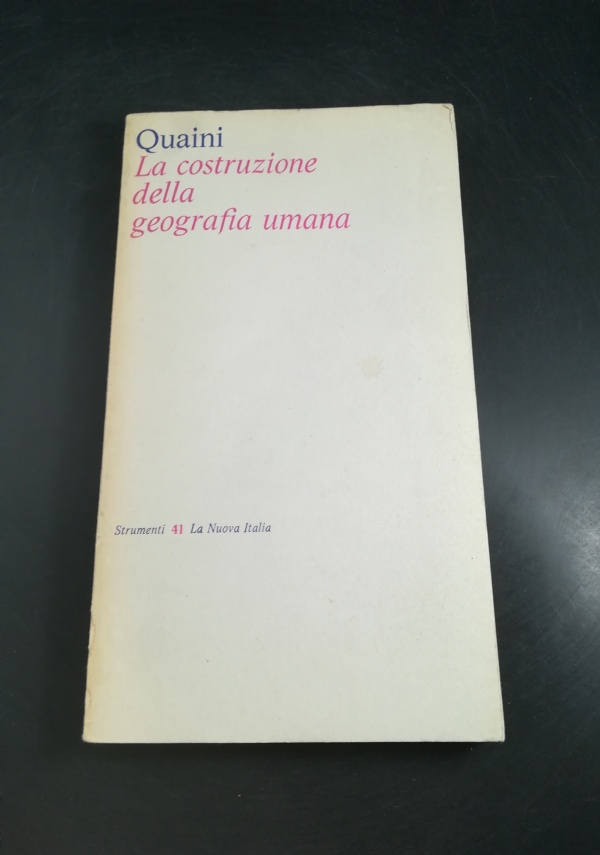 Quaini
La costruzione
della
geografia umana
Strumenti 41 La Nuova Italia